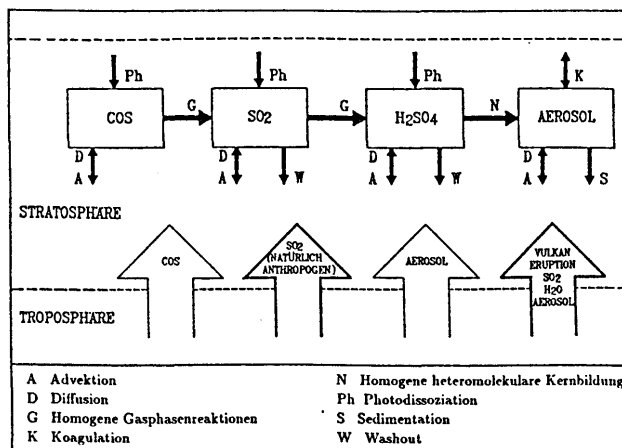 Ph Ph Ph K
COS G SO2 G H2SO4 N AEROSOL
D D D D
A A W A W A S
STRATOSPHÄRE
COS
SO2
(NATÜRLICH
ANTHROPOGEN)
AEROSOL
VULKAN
ERUPTION
SO2
H2O
AEROSOL
TROPOSPHÄRE
A Advektion
D Diffusion
G Homogene Gasphasenreaktionen
K Koagulation
N Homogene heteromolekulare Kernbildung
Ph Photodissoziation
S Sedimentation
W Washout